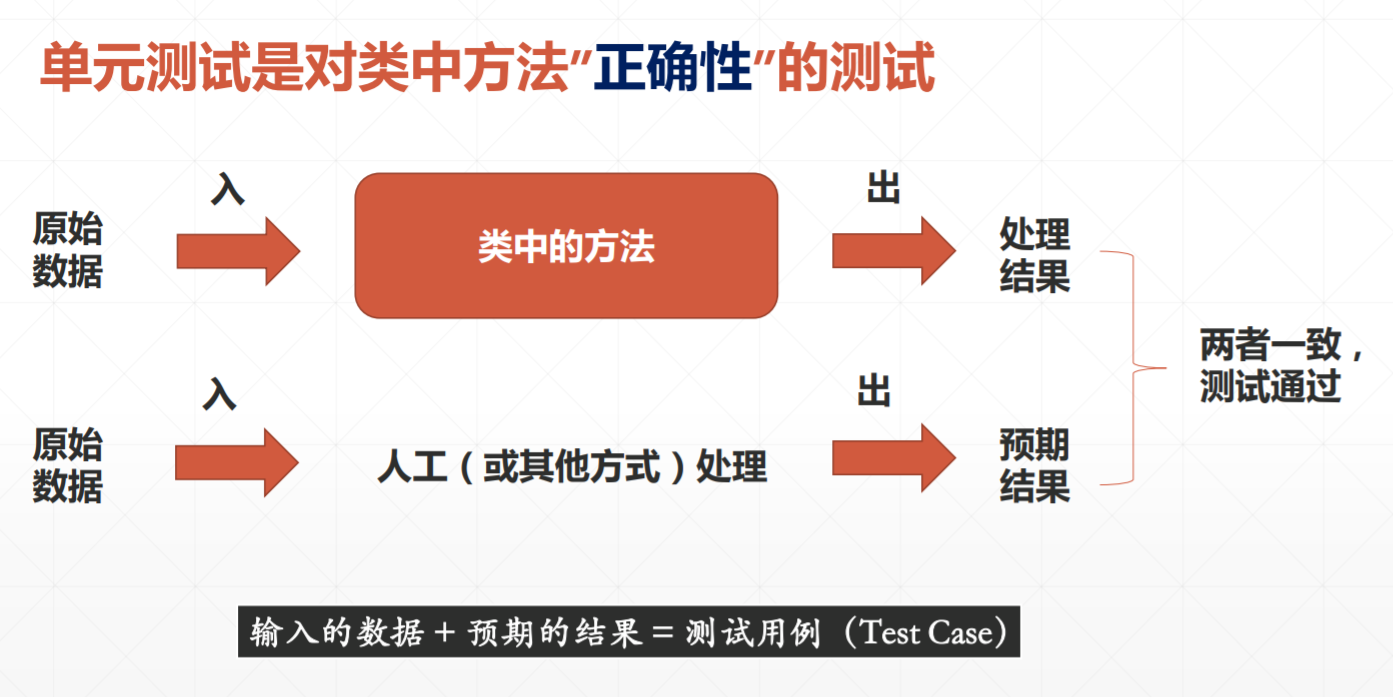 单元测试是对类中方法”正确性”的测试
入
出
原始
数据
类中的方法
处理
结果
两者一致，
测试通过
入
出
原始
数据
人工（或其他方式）处理
预期
结果
输入的数据+预期的结果=测试用例（Test Case）